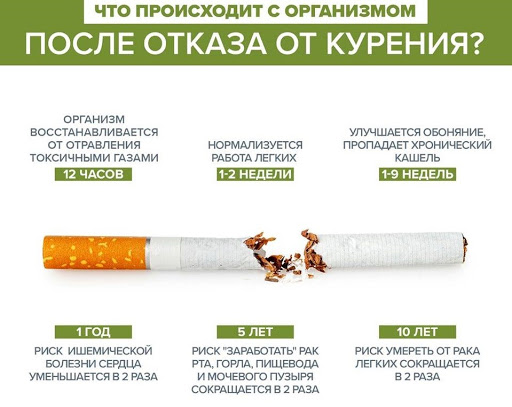 ЧТО ПРОИСХОДИТ С ОРГАНИЗМОМ
ПОСЛЕ ОТКАЗА ОТ КУРЕНИЯ?
ОРГАНИЗМ
ВОССТАНАВЛИВАЕТСЯ
ОТ ОТРАВЛЕНИЯ
ТОКСИЧНЫМИ ГАЗАМИ
12 ЧАСОВ
НОРМАЛИЗУЕТСЯ
РАБОТА ЛЕГКИХ
1-2 НЕДЕЛИ
УЛУЧШАЕТСЯ ОБОНЯНИЕ,
ПРОПАДАЕТ ХРОНИЧЕСКИЙ
КАШЕЛЬ
1-9 НЕДЕЛЬ
1 ГОД
РИСК ИШЕМИЧЕСКОЙ
БОЛЕЗНИ СЕРДЦА
УМЕНЬШАЕТСЯ В 2 РАЗА
5 ЛЕТ
РИСК "ЗАРАБОТАТЬ" РАК
РТА, ГОРЛА, ПИЩЕВОДА
И МОЧЕВОГО ПУЗЫРЯ
СОКРАЩАЕТСЯ В 2 РАЗА
10 ЛЕТ
РИСК УМЕРЕТЬ ОТ РАКА
ЛЕГКИХ СОКРАЩАЕТСЯ
В 2 РАЗА